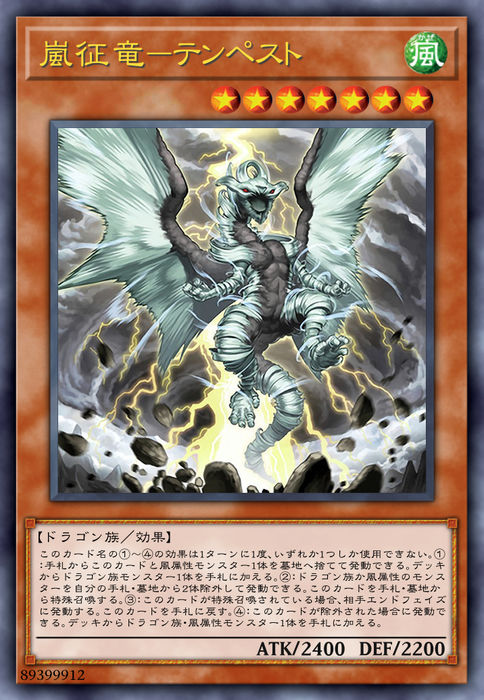 嵐征竜－テンペスト
かぜ
風
【ドラゴン族／効果】
このカード名の①～④の効果は1ターンに1度、いずれか1つしか使用できない。①
：手札からこのカードと風属性モンスター1体を墓地へ捨てて発動できる。デッキ
からドラゴン族モンスター1体を手札に加える。②：ドラゴン族か風属性のモンス
ターを自分の手札・墓地から2体除外して発動できる。このカードを手札・墓地か
ら特殊召喚する。③：このカードが特殊召喚されている場合、相手エンドフェイズ
に発動する。このカードを手札に戻す。④：このカードが除外された場合に発動で
きる。デッキからドラゴン族・風属性モンスター1体を手札に加える。
ATK/2400 DEF/2200
89399912